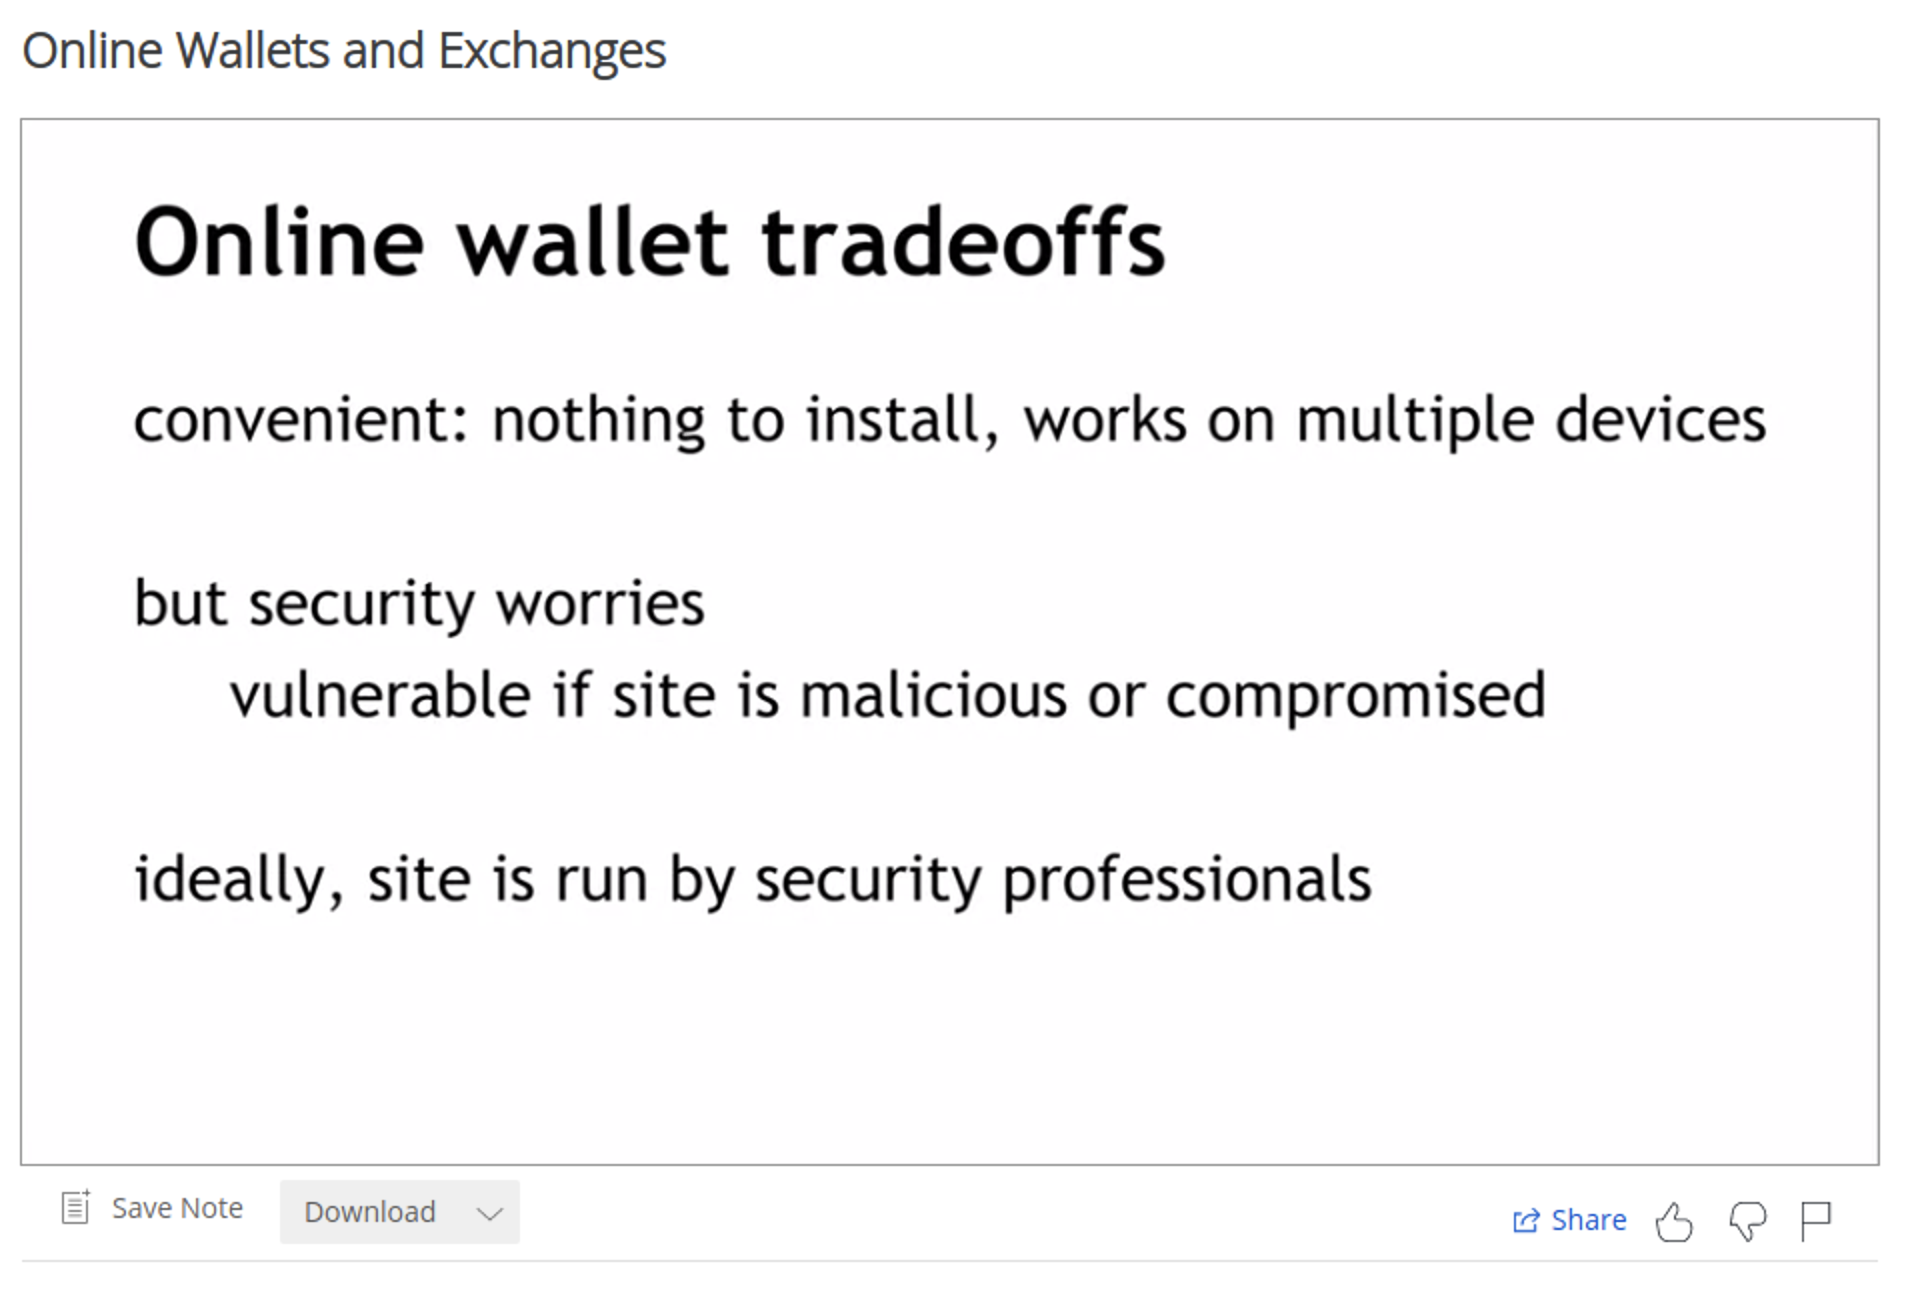 Online Wallets and Exchanges
Online wallet tradeoffs
convenient: nothing to install, works on multiple devices
but security worries
vulnerable if site is malicious or compromised
ideally, site is run by security professionals
Save Note
Download
Share